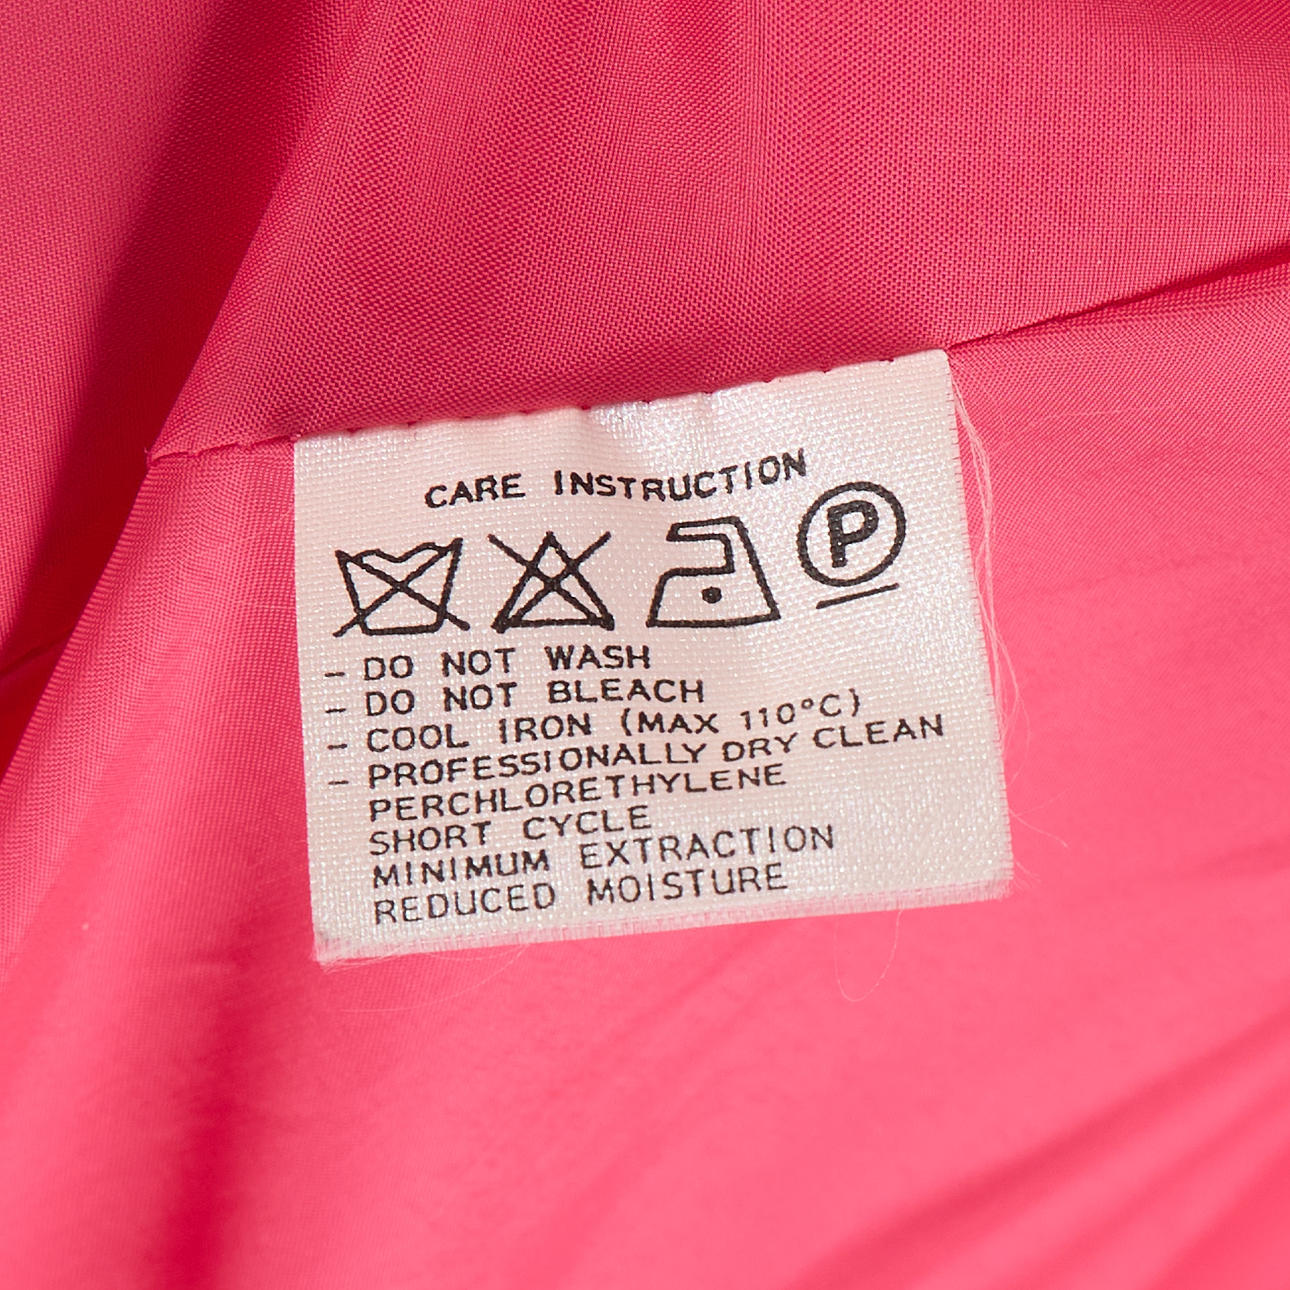 CARE INSTRUCTION
P
- DO NOT WASH
- DO NOT BLEACH
- COOL IRON (MAX 110°C)
- PROFESSIONALLY DRY CLEAN
PERCHLORETHYLENE
SHORT CYCLE
MINIMUM EXTRACTION
REDUCED MOISTURE